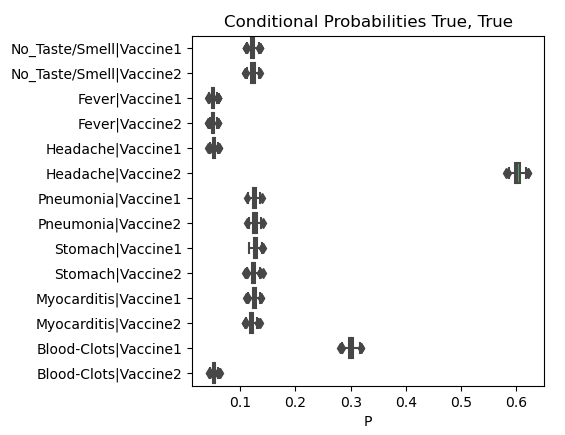 Conditional Probabilities True, True
No_Taste/Smell|Vaccine1
No_Taste/Smell|Vaccine2
Fever|Vaccine1
Fever|Vaccine2
Headache|Vaccine1
Headache|Vaccine2
Pneumonia|Vaccine1
Pneumonia|Vaccine2
Stomach|Vaccine1
Stomach|Vaccine2
Myocarditis|Vaccine1
Myocarditis|Vaccine2
Blood-Clots|Vaccine1
Blood-Clots|Vaccine2
0.1 0.2 0.3 0.4 0.5 0.6
P